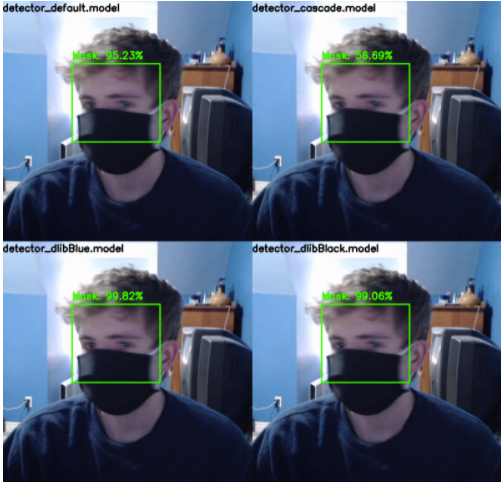 detector_default.model
detector_cascade.model
Mask: 95.23%
Mask: 56.69%
detector_dlibBlue.model
detector_dlibBlack.model
Mask: 99.82%
Mask: 99.06%